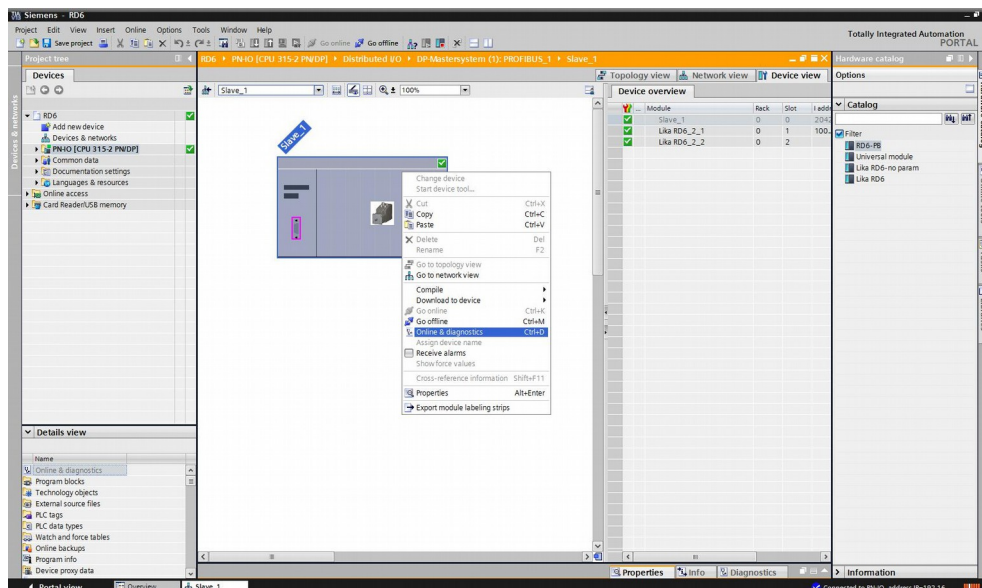 Siemens - RD6
Project Edit View Insert Online Options Tools Window Help
Save project Go online Go offline
Totally Integrated Automation
PORTAL
Project tree
RD6 PN-IO [CPU 315-2 PN/DP] Distributed I/O DP-Mastersystem (1): PROFIBUS_1 Slave_1
Hardware catalog
Devices
Topology view Network view Device view
Options
Slave_1 100%
Device overview
Devices & networks
RD6
Add new device
Devices & networks
PN-IO [CPU 315-2 PN/DP]
Common data
Documentation settings
Languages & resources
Online access
Card Reader/USB memory
Slave_1
Change device
Start device tool...
Cut Ctrl+X
Copy Ctrl+C
Paste Ctrl+V
Delete Del
Rename F2
Go to topology view
Go to network view
Compile
Download to device
Go online Ctrl+K
Go offline Ctrl+M
Online & diagnostics Ctrl+D
Assign device name
Receive alarms
Show force values
Cross-reference information Shift+F11
Properties Alt+Enter
Export module labeling strips
... Module Rack Slot I addr
Slave_1 0 0 2042
Lika RD6_2_1 0 1 100..
Lika RD6_2_2 0 2
Catalog
Filter
RD6-PB
Universal module
Lika RD6-no param
Lika RD6
Details view
Name
Online & diagnostics
Program blocks
Technology objects
External source files
PLC tags
PLC data types
Watch and force tables
Online backups
Program info
Device proxy data
Properties Info Diagnostics
Information
Portal view Overview Slave_1